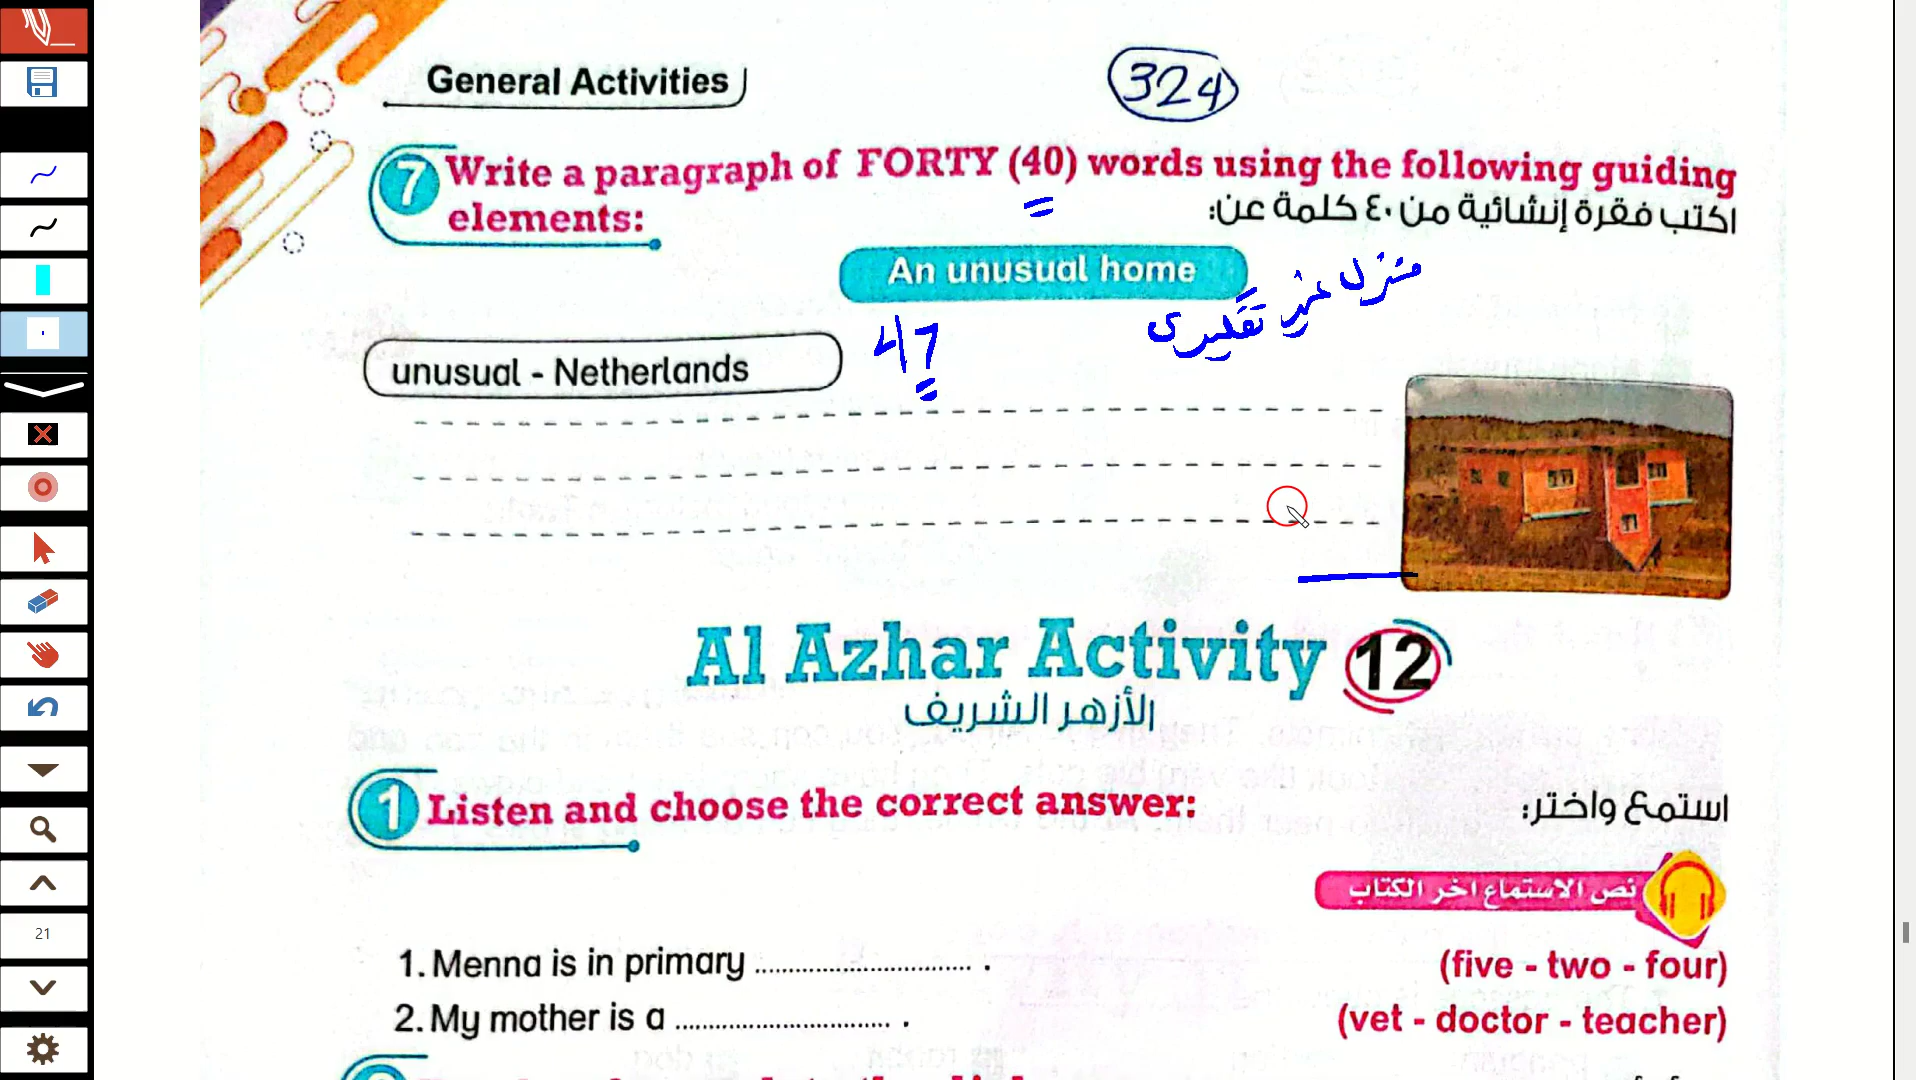 General Activities
324
7 Write a paragraph of FORTY (40) words using the following guiding
elements:
اكتب فقرة إنشائية من ٤٠ كلمة عن:
An unusual home
منزل غير تقليدى
47
unusual - Netherlands
Al Azhar Activity 12
الأزهر الشريف
1 Listen and choose the correct answer:
استمع واختر:
نص الاستماع اخر الكتاب
1. Menna is in primary .............................. .
(five - two - four)
2. My mother is a .............................. .
(vet - doctor - teacher)
21